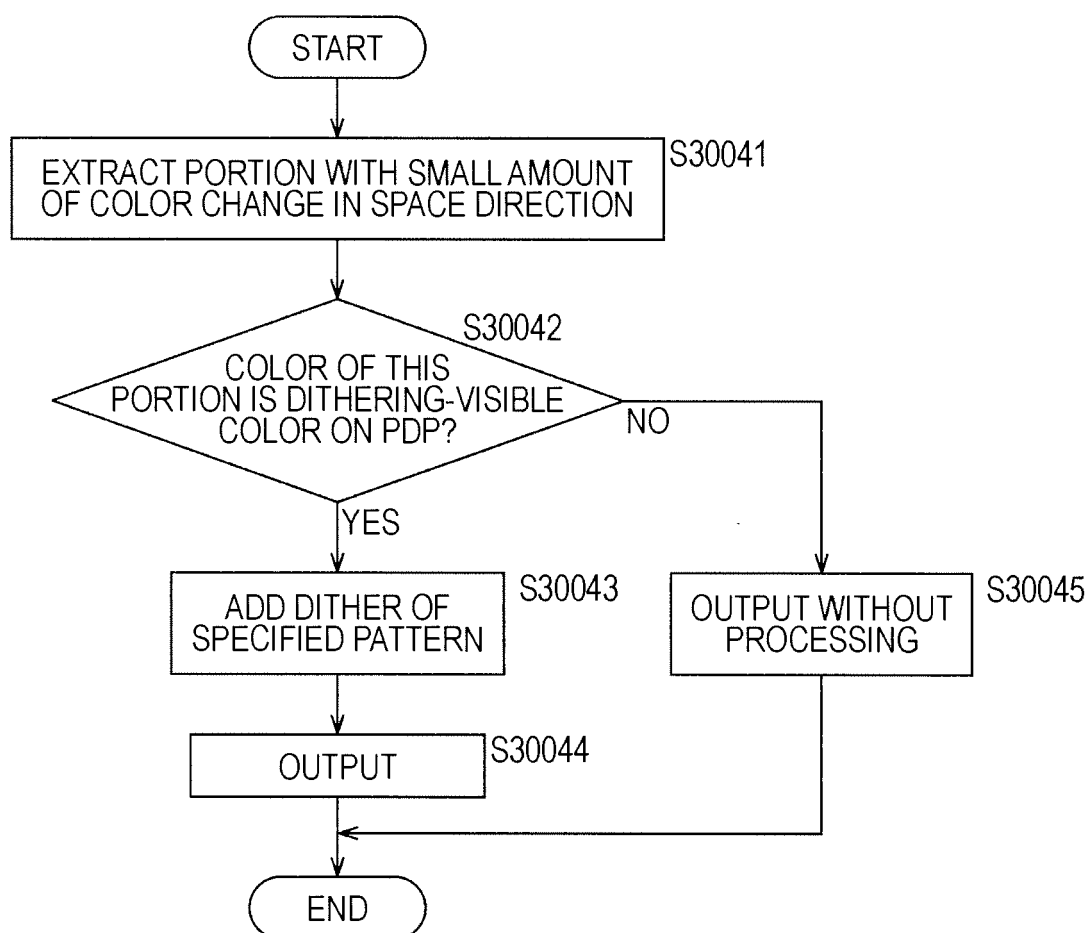 START
EXTRACT PORTION WITH SMALL AMOUNT
OF COLOR CHANGE IN SPACE DIRECTION
S30041
S30042
COLOR OF THIS
PORTION IS DITHERING-VISIBLE
COLOR ON PDP?
NO
YES
ADD DITHER OF
SPECIFIED PATTERN
S30043
OUTPUT WITHOUT
PROCESSING
S30045
OUTPUT
S30044
END